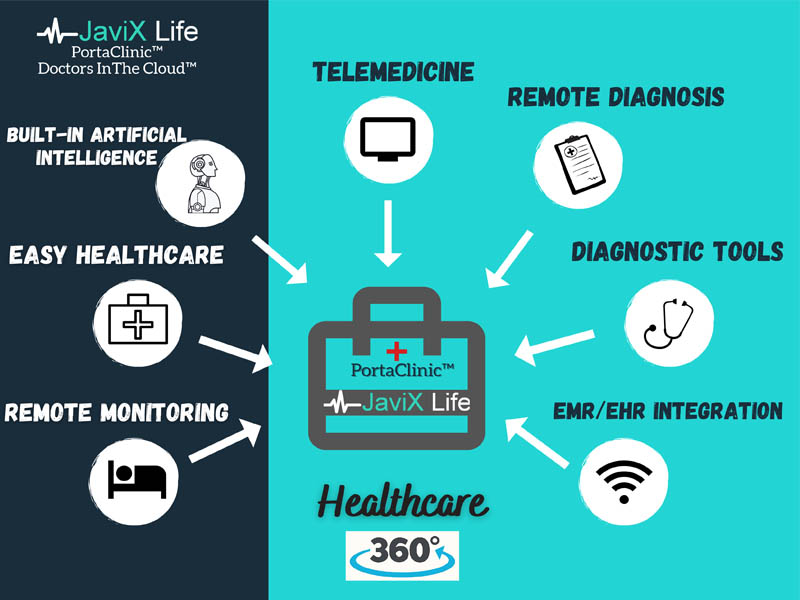 JaviX Life
PortaClinic™
Doctors InThe Cloud™
TELEMEDICINE
REMOTE DIAGNOSIS
BUILT-IN ARTIFICIAL
INTELLIGENCE
EASY HEALTHCARE
DIAGNOSTIC TOOLS
REMOTE MONITORING
EMR/EHR INTEGRATION
PortaClinic™
JaviX Life
Healthcare
360°